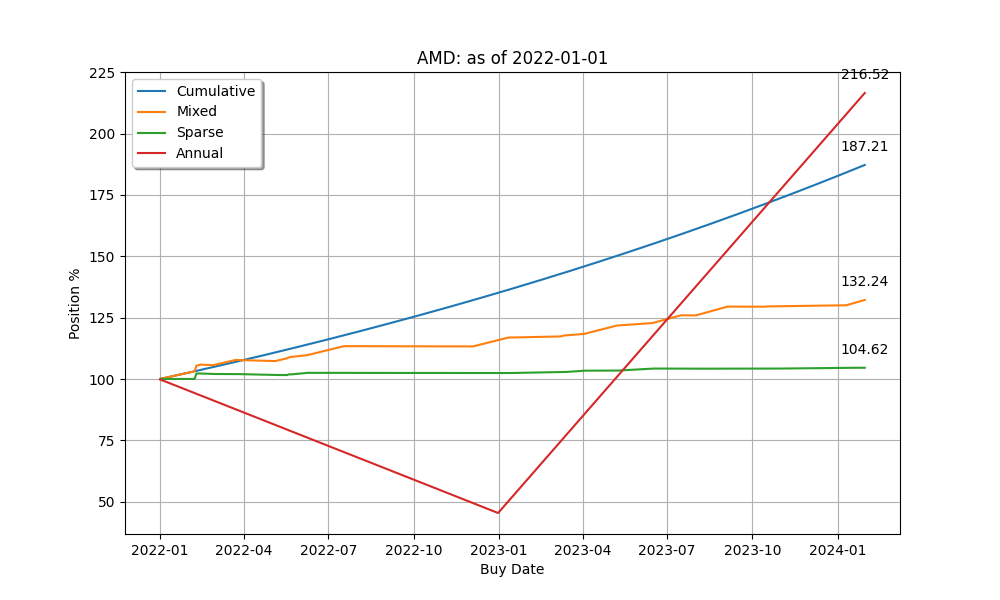 AMD: as of 2022-01-01
Cumulative
Mixed
Sparse
Annual
216.52
187.21
132.24
104.62
Position %
225
200
175
150
125
100
75
50
2022-01 2022-04 2022-07 2022-10 2023-01 2023-04 2023-07 2023-10 2024-01
Buy Date